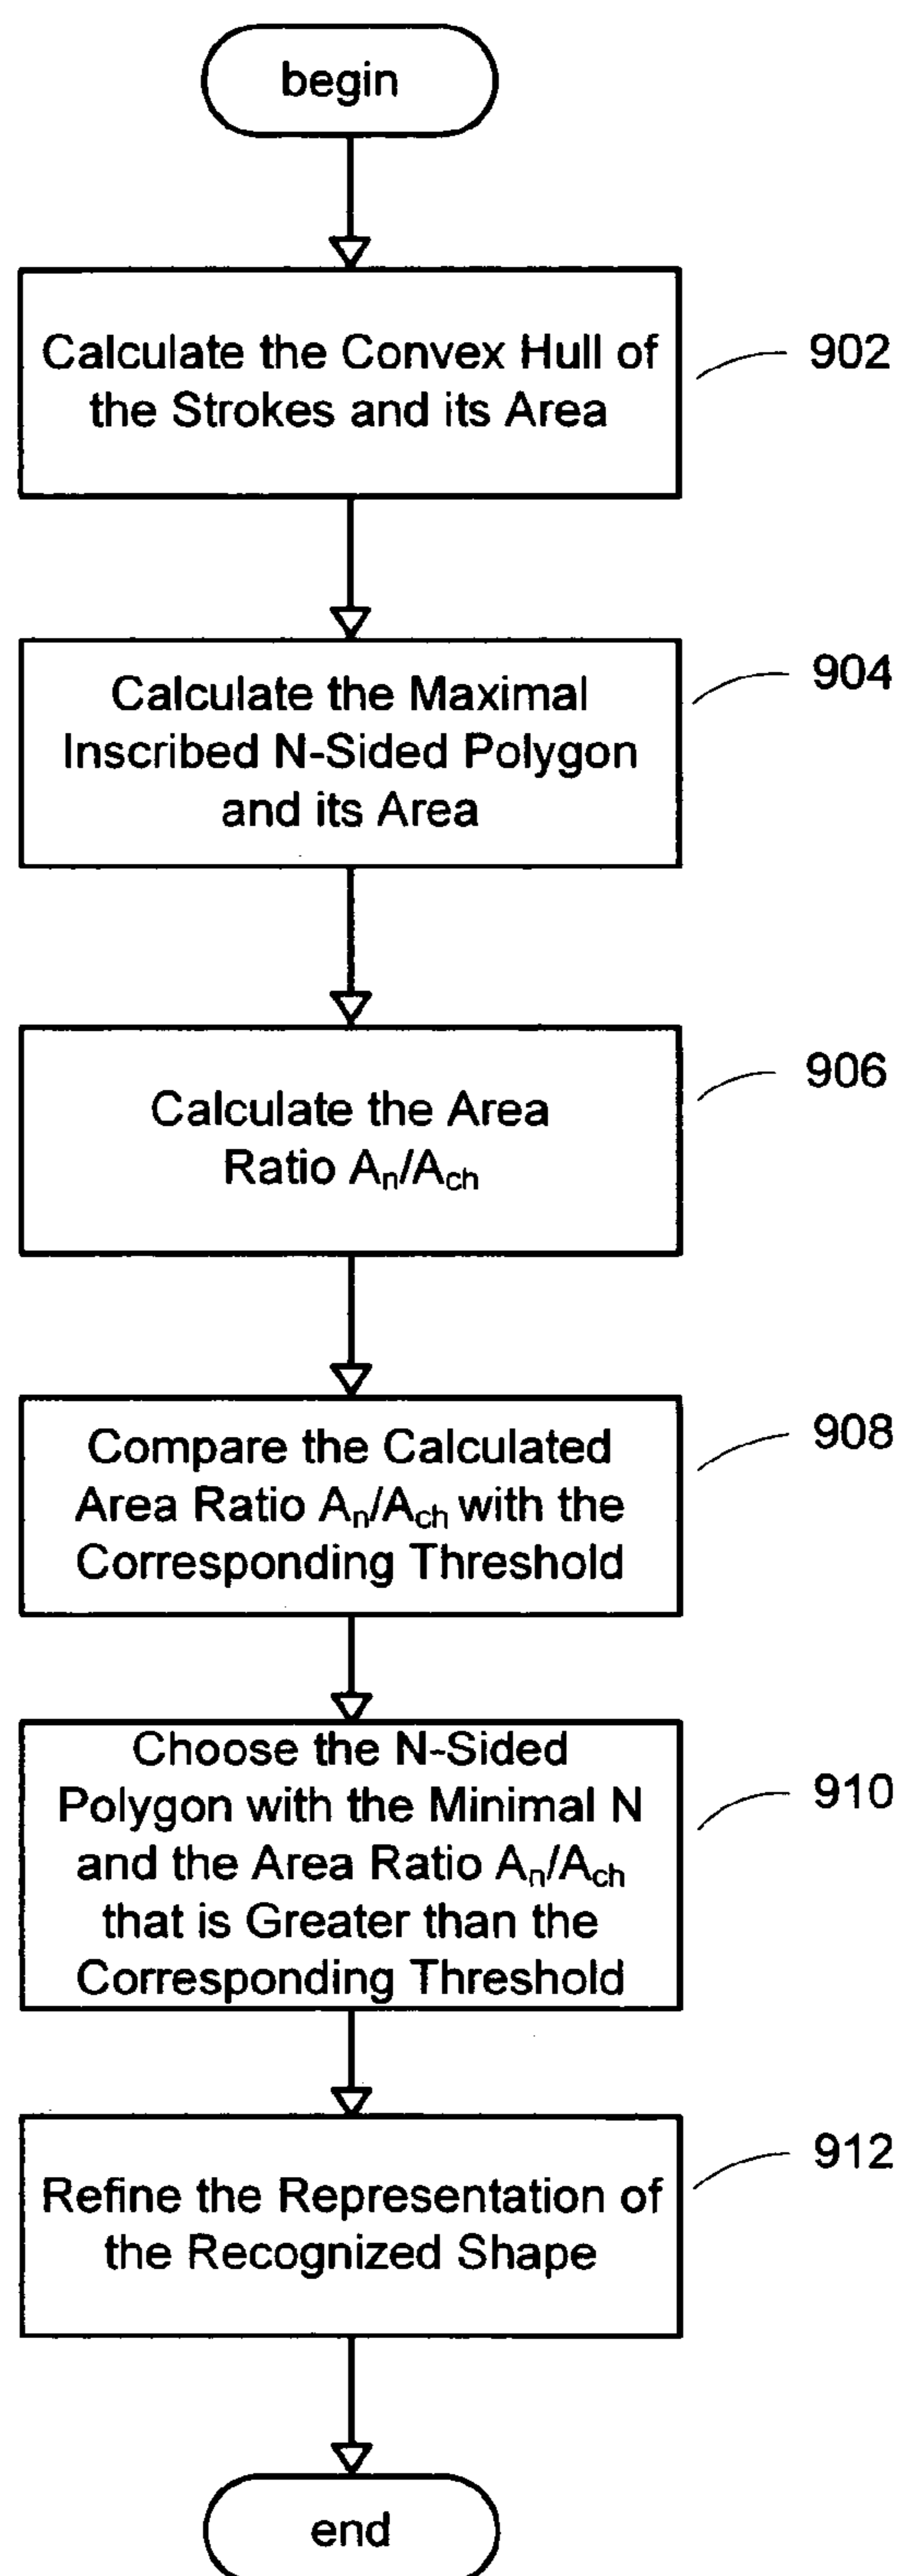 begin
Calculate the Convex Hull of
the Strokes and its Area
902
Calculate the Maximal
Inscribed N-Sided Polygon
and its Area
904
Calculate the Area
Ratio Aₙ/A_ch
906
Compare the Calculated
Area Ratio Aₙ/A_ch with the
Corresponding Threshold
908
Choose the N-Sided
Polygon with the Minimal N
and the Area Ratio Aₙ/A_ch
that is Greater than the
Corresponding Threshold
910
Refine the Representation of
the Recognized Shape
912
end